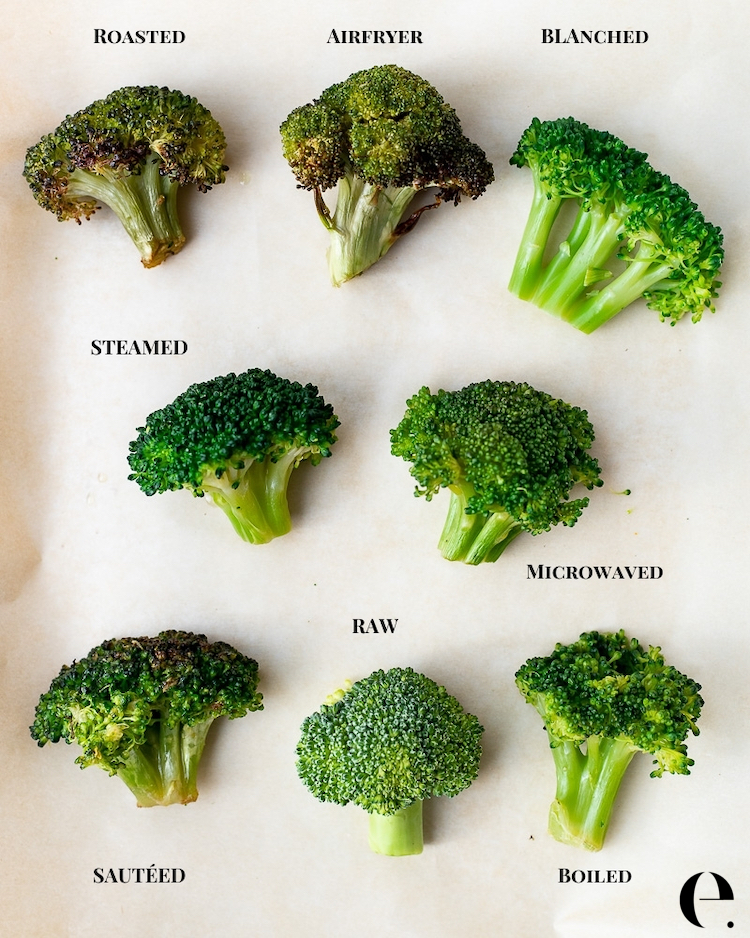 Roasted
Airfryer
BLAnched
STEAMED
Microwaved
RAW
SAUTÉED
Boiled
e.